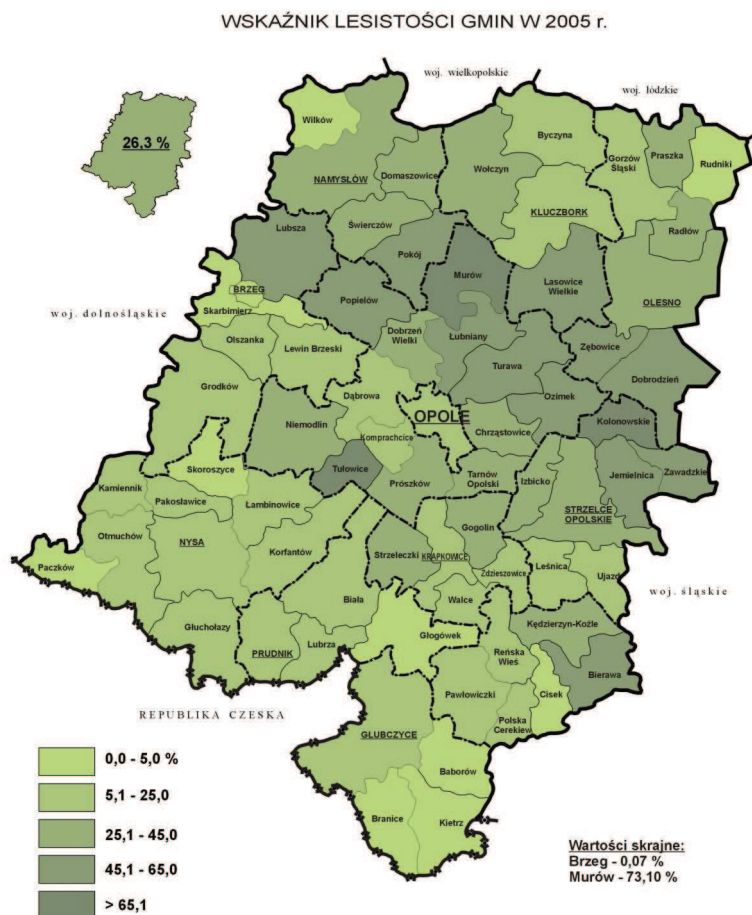 WSKAŹNIK LESISTOŚCI GMIN W 2005 r.
woj. wielkopolskie
woj. łódzkie
26,3 %
Wilków
Byczyna
Gorzów
Śląski
Praszka
Rudniki
NAMYSŁÓW
Domaszowice
Wołczyn
KLUCZBORK
Radłów
Świerczów
Lubsza
Pokój
Murów
Lasowice
Wielkie
OLESNO
BRZEG
Skarbimierz
Popielów
woj. dolnośląskie
Olszanka
Lewin Brzeski
Dobrzeń
Wielki
Łubniany
Turawa
Zębowice
Dobrodzień
Grodków
Dąbrowa
OPOLE
Ozimek
Niemodlin
Komprachcice
Chrząstowice
Kolonowskie
Skoroszyce
Tułowice
Prószków
Tarnów
Opolski
Izbicko
Jemielnica
Zawadzkie
Kamiennik
Pakosławice
Lambinowice
STRZELCE
OPOLSKIE
Otmuchów
NYSA
Korfantów
Gogolin
Strzeleczki
KRAPKOWICE
Paczków
Zdzieszowice
Leśnica
Ujazd
woj. śląskie
Biała
Walce
Głuchołazy
PRUDNIK
Lubrza
Głogówek
Kędzierzyn-Koźle
Reńska
Wieś
Bierawa
Cisek
Pawłowiczki
REPUBLIKA CZESKA
GŁUBCZYCE
Polska
Cerekiew
Baborów
Branice
Kietrz
0,0 - 5,0 %
5,1 - 25,0
25,1 - 45,0
45,1 - 65,0
> 65,1
Wartości skrajne:
Brzeg - 0,07 %
Murów - 73,10 %